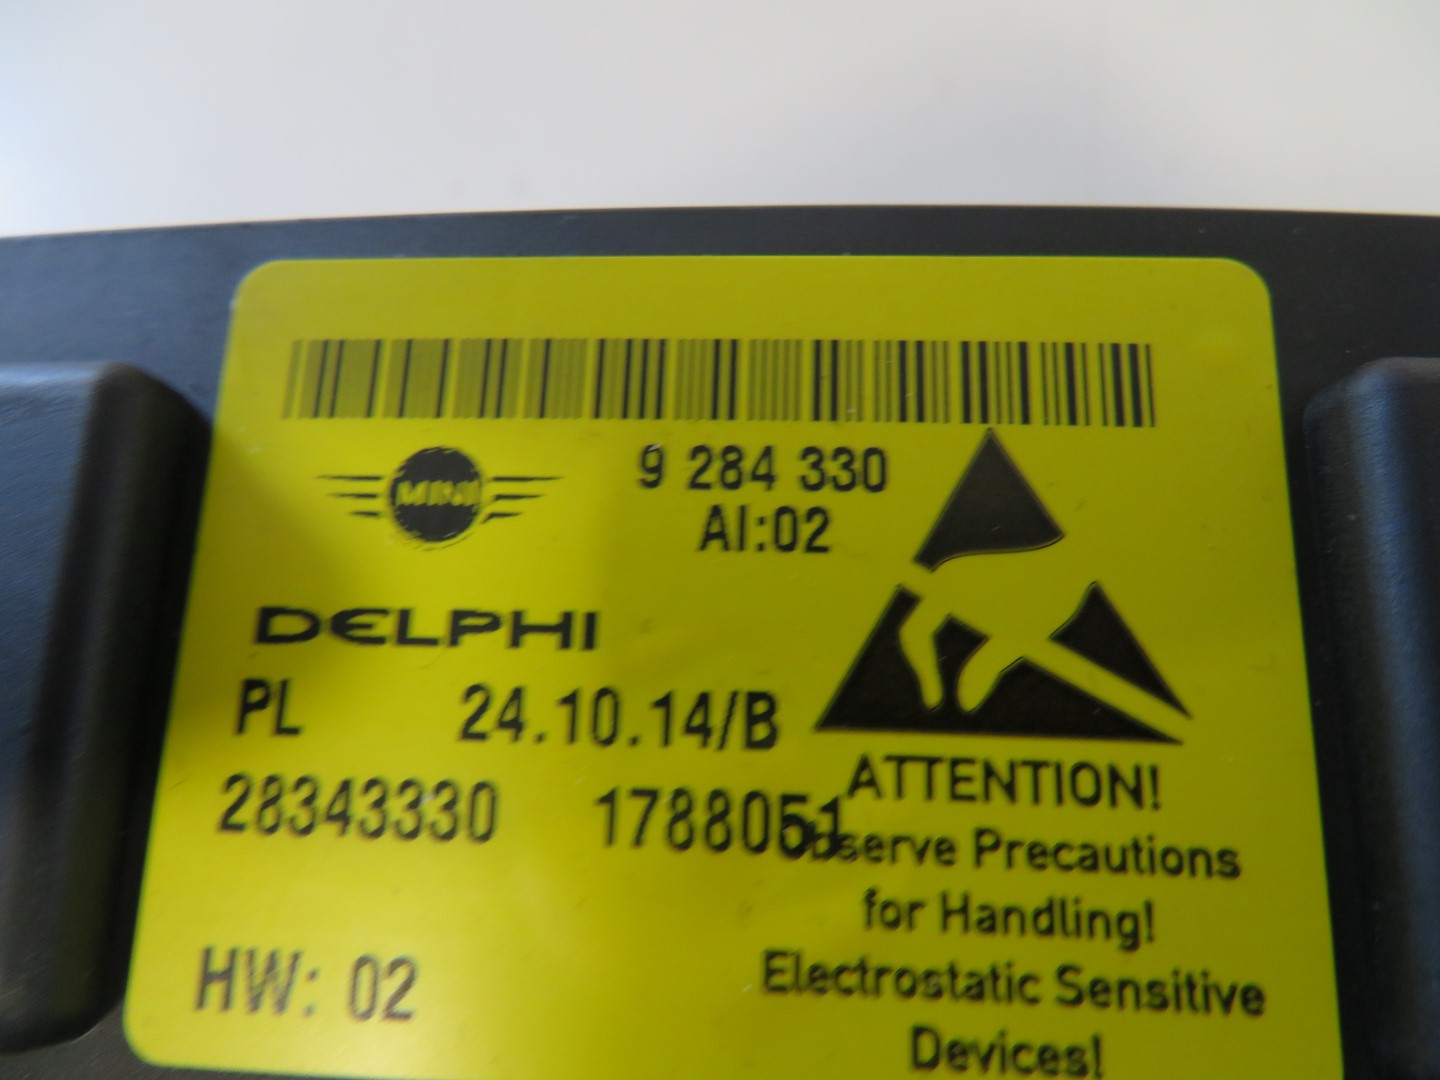 MINI
9 284 330
AI:02
DELPHI
PL 24.10.14/B
28343330 1788051
ATTENTION!
Observe Precautions
for Handling!
Electrostatic Sensitive
Devices!
HW: 02